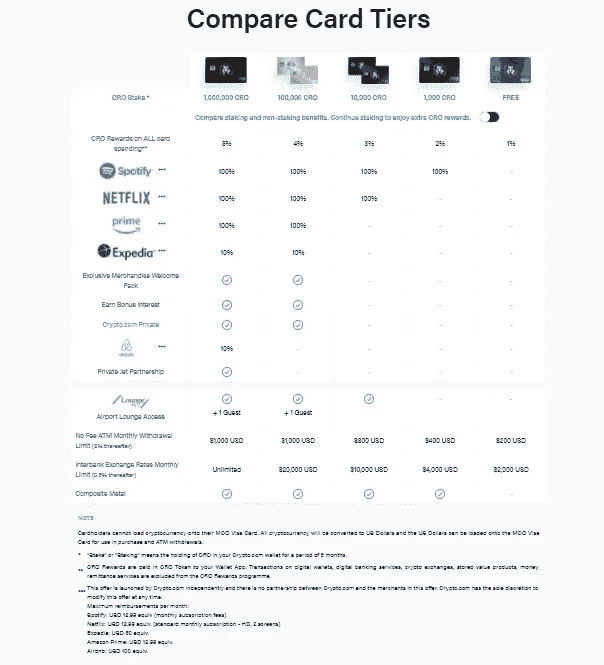 Compare Card Tiers
CRO Stake * 1,000,000 CRO 100,000 CRO 10,000 CRO 1,000 CRO FREE
Compare staking and non-staking benefits. Continue staking to enjoy extra CRO rewards.
CRO Rewards on ALL card
spending** 5% 4% 3% 2% 1%
Spotify *** 100% 100% 100% 100% -
NETFLIX *** 100% 100% 100% - -
prime *** 100% 100% - - -
Expedia *** 10% 10% - - -
Exclusive Merchandise Welcome
Pack - - -
Earn Bonus Interest - - -
Crypto.com Private - - -
airbnb *** 10% - - - -
Private Jet Partnership - - - -
Lounge - -
Airport Lounge Access + 1 Guest + 1 Guest
No Fee ATM Monthly Withdrawal
Limit (2% thereafter) $1,000 USD $1,000 USD $800 USD $400 USD $200 USD
Interbank Exchange Rates Monthly
Limit (0.5% thereafter) Unlimited $20,000 USD $10,000 USD $4,000 USD $2,000 USD
Composite Metal -
NOTE:
Cardholders cannot load cryptocurrency onto their MCO Visa Card. All cryptocurrency will be converted to US Dollars and the US Dollars can be loaded onto the MCO Visa
Card for use in purchase and ATM withdrawals.
* "Stake" or "Staking" means the holding of CRO in your Crypto.com wallet for a period of 6 months.
** CRO Rewards are paid in CRO Token to your Wallet App. Transactions on digital wallets, digital banking services, crypto exchanges, stored value products, money
remittance services are excluded from the CRO Rewards programme.
*** This offer is launched by Crypto.com independently and there is no partnership between Crypto.com and the merchants in this offer. Crypto.com has the sole discretion to
modify this offer at any time.
Maximum reimbursements per month:
Spotify: USD 12.99 equiv (monthly subscription fees)
Netflix: USD 12.99 equiv. (standard monthly subscription - HD, 2 screens)
Expedia: USD 50 equiv.
Amazon Prime: USD 12.99 equiv.
Airbnb: USD 100 equiv.